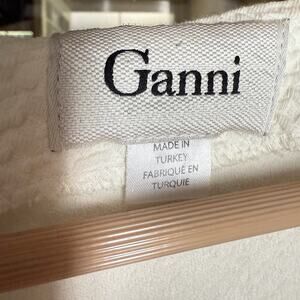 Ganni
MADE IN
TURKEY
FABRIQUÉ EN
TURQUIE